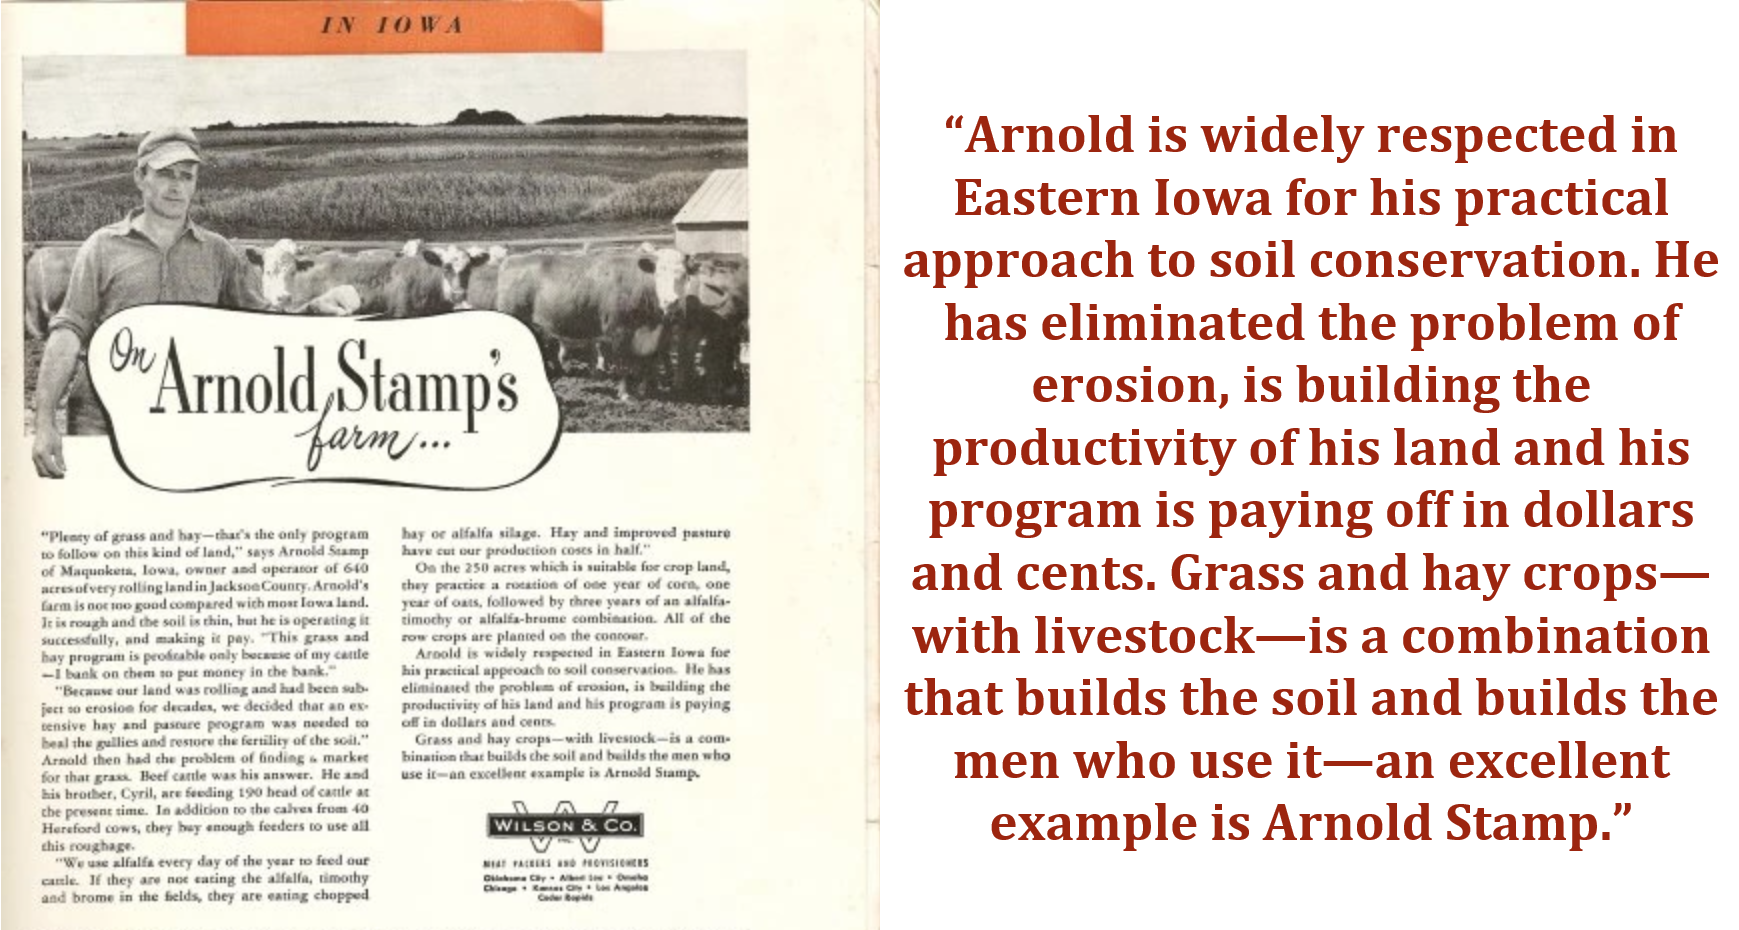 IN IOWA
On Arnold Stamp's
farm...
"Plenty of grass and hay—that's the only program
to follow on this kind of land," says Arnold Stamp
of Maquoketa, Iowa, owner and operator of 640
acres of very rolling land in Jackson County. Arnold's
farm is not too good compared with most Iowa land.
It is rough and the soil is thin, but he is operating it
successfully, and making it pay. "This grass and
hay program is profitable only because of my cattle
—I bank on them to put money in the bank."
"Because our land was rolling and had been sub-
ject to erosion for decades, we decided that an ex-
tensive hay and pasture program was needed to
heal the gullies and restore the fertility of the soil."
Arnold then had the problem of finding a market
for that grass. Beef cattle was his answer. He and
his brother, Cyril, are feeding 190 head of cattle at
the present time. In addition to the calves from 40
Hereford cows, they buy enough feeders to use all
this roughage.
"We use alfalfa every day of the year to feed our
cattle. If they are not eating the alfalfa, timothy
and brome in the fields, they are eating chopped
hay or alfalfa silage. Hay and improved pasture
have cut our production costs in half."
On the 250 acres which is suitable for crop land,
they practice a rotation of one year of corn, one
year of oats, followed by three years of an alfalfa-
timothy or alfalfa-brome combination. All of the
row crops are planted on the contour.
Arnold is widely respected in Eastern Iowa for
his practical approach to soil conservation. He has
eliminated the problem of erosion, is building the
productivity of his land and his program is paying
off in dollars and cents.
Grass and hay crops—with livestock—is a com-
bination that builds the soil and builds the men who
use it—an excellent example is Arnold Stamp.
WILSON & CO.
INC.
MEAT PACKERS AND PROVISIONERS
Oklahoma City • Albert Lea • Omaha
Chicago • Kansas City • Los Angeles
Cedar Rapids
“Arnold is widely respected in
Eastern Iowa for his practical
approach to soil conservation. He
has eliminated the problem of
erosion, is building the
productivity of his land and his
program is paying off in dollars
and cents. Grass and hay crops—
with livestock—is a combination
that builds the soil and builds the
men who use it—an excellent
example is Arnold Stamp.”